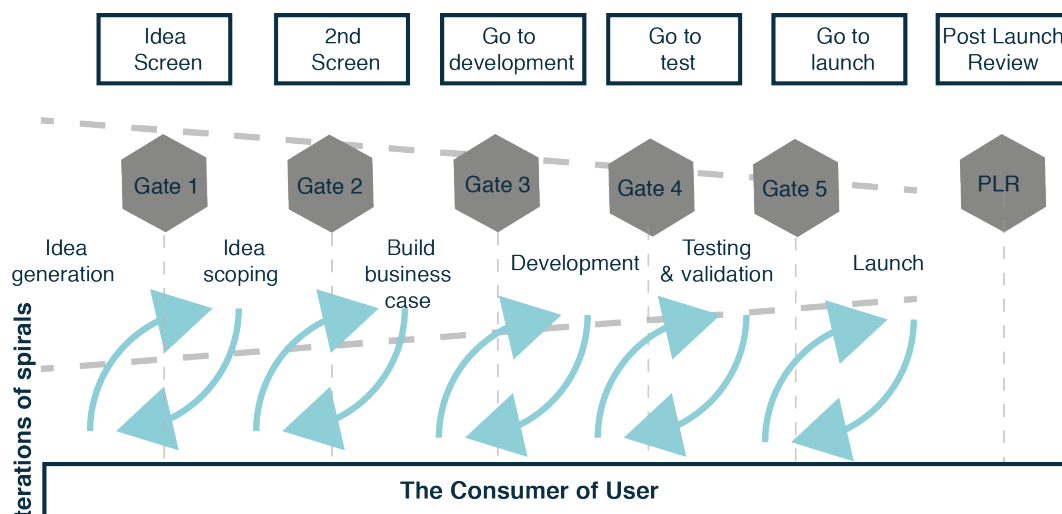 Idea
Screen
2nd
Screen
Go to
development
Go to
test
Go to
launch
Post Launch
Review
Gate 1
Gate 2
Gate 3
Gate 4
Gate 5
PLR
Idea
generation
Idea
scoping
Build
business
case
Development
Testing
& validation
Launch
terations of spirals
The Consumer of User